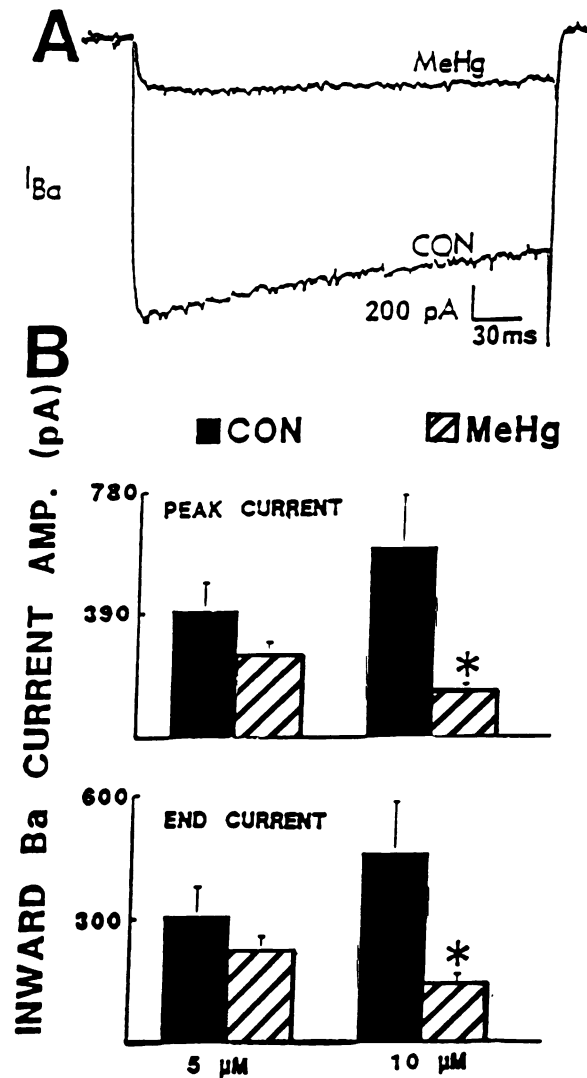 A
MeHg
I Ba
CON
200 pA
30ms
B
CON MeHg
INWARD Ba CURRENT AMP. (pA)
780
PEAK CURRENT
390
*
600
END CURRENT
300
*
5 µM 10 µM